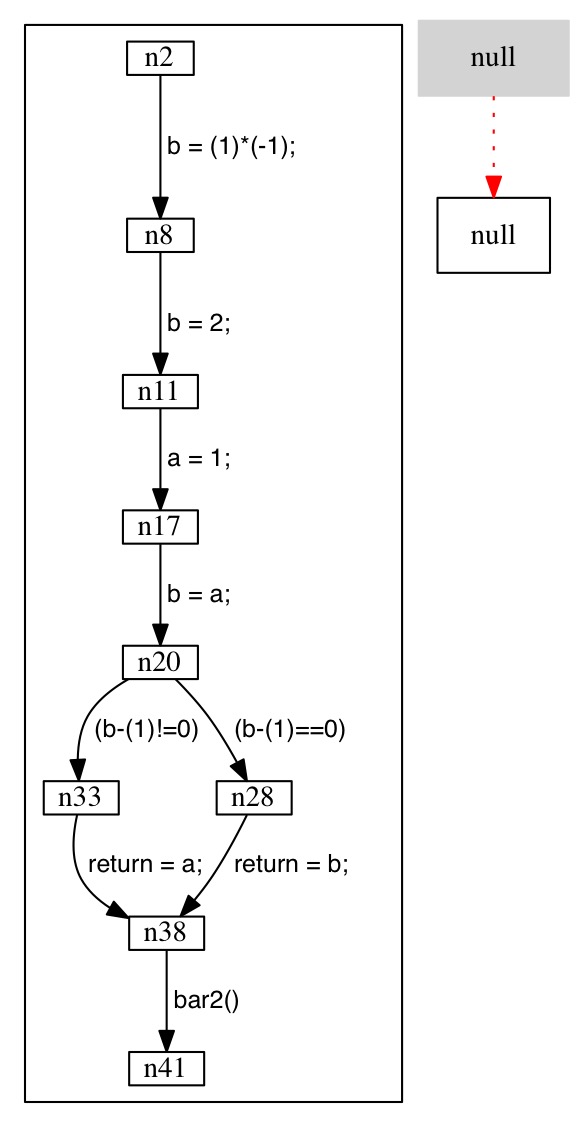 n2
null
b = (1)*(-1);
n8
null
b = 2;
n11
a = 1;
n17
b = a;
n20
(b-(1)!=0)
(b-(1)==0)
n33
n28
return = a;
return = b;
n38
bar2()
n41